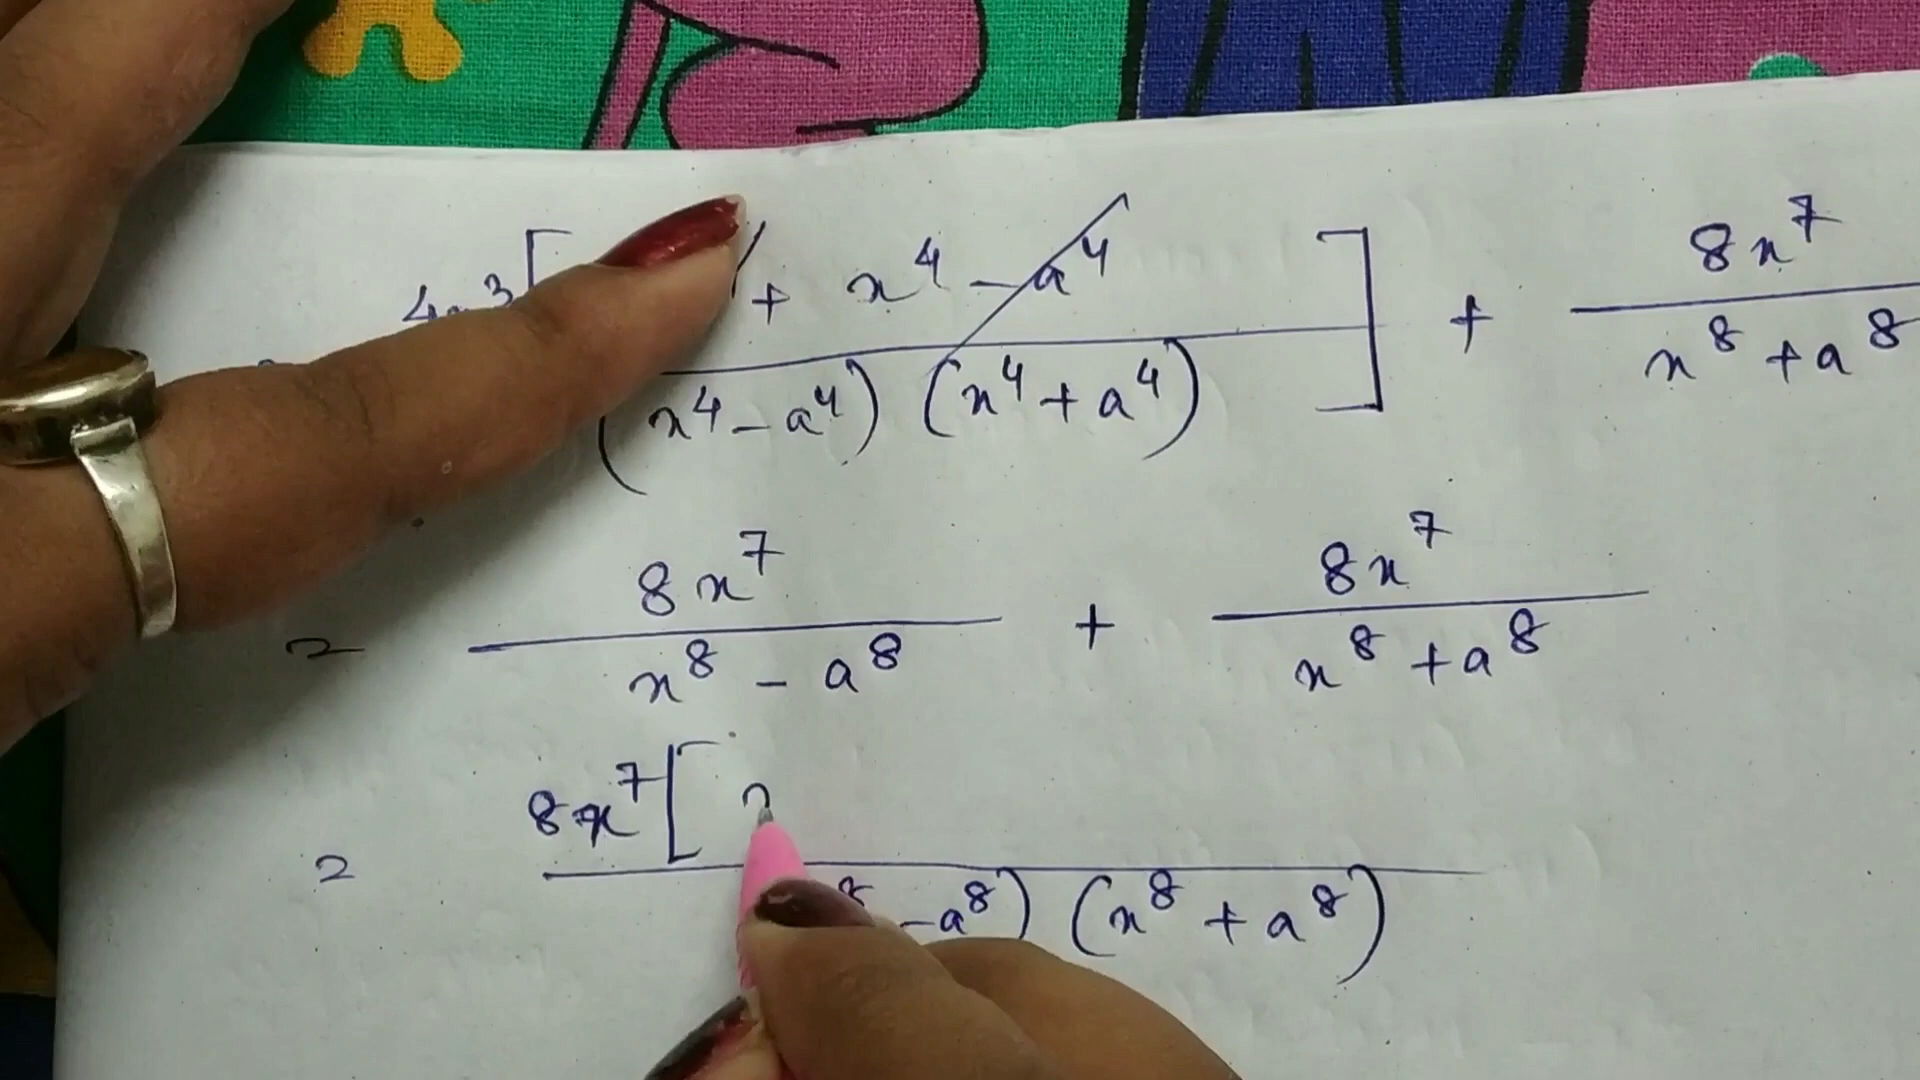 4x³[ + x⁴ - a⁴ / (x⁴ - a⁴) (x⁴ + a⁴) ] + 8x⁷ / x⁸ + a⁸
= 8x⁷ / x⁸ - a⁸ + 8x⁷ / x⁸ + a⁸
= 8x⁷[ / ⁸ - a⁸) (x⁸ + a⁸)